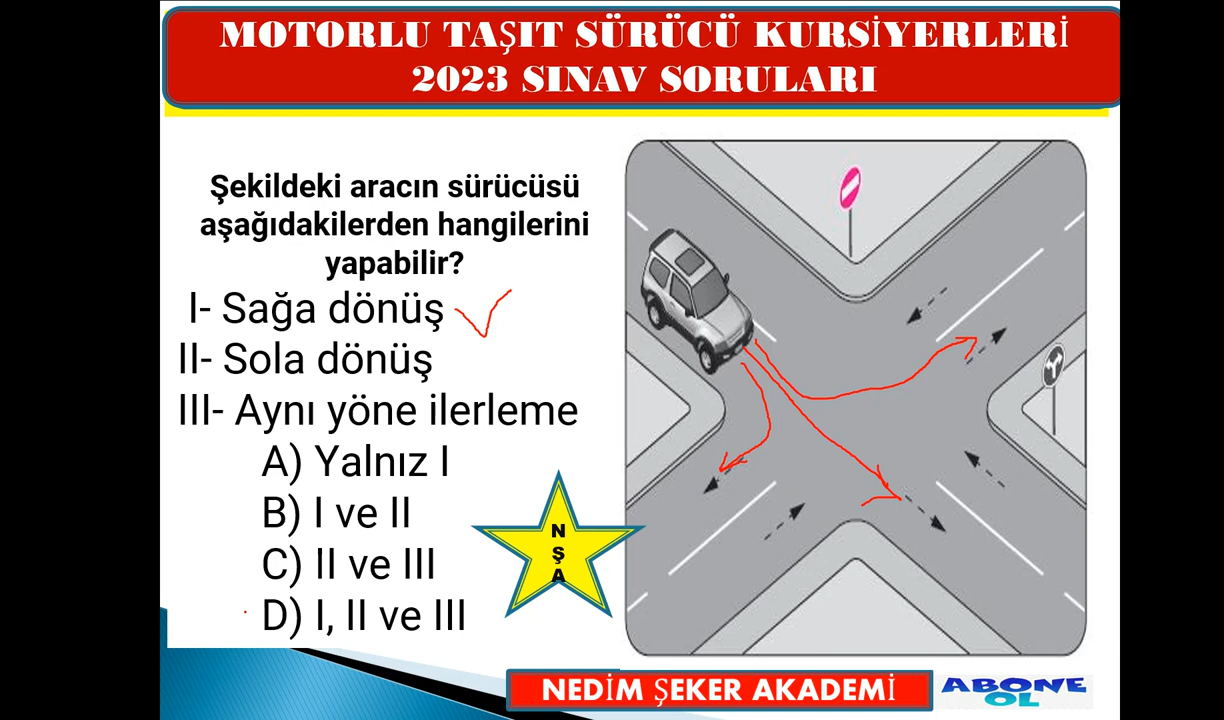 MOTORLU TAŞIT SÜRÜCÜ KURSİYERLERİ
2023 SINAV SORULARI
Şekildeki aracın sürücüsü
aşağıdakilerden hangilerini
yapabilir?
I- Sağa dönüş
II- Sola dönüş
III- Aynı yöne ilerleme
A) Yalnız I
B) I ve II
C) II ve III
D) I, II ve III
N
Ş
A
NEDİM ŞEKER AKADEMİ
ABONE
OL